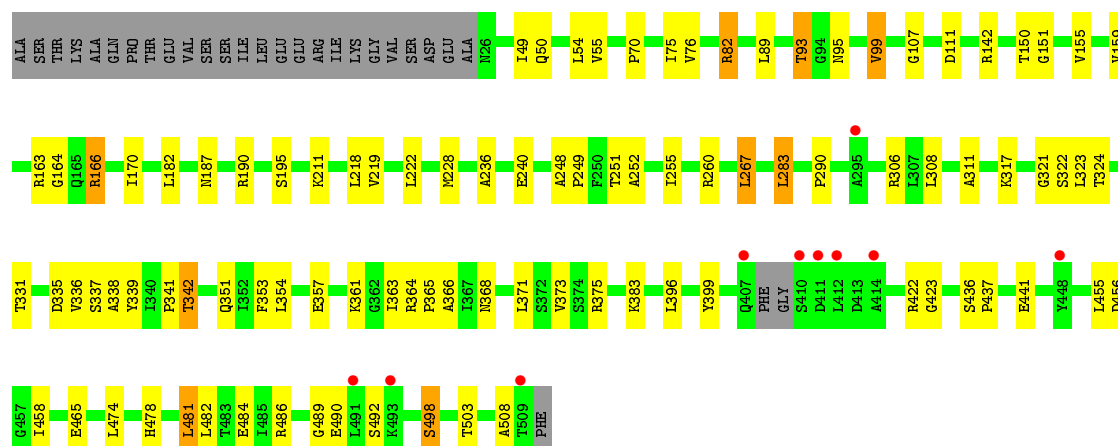 ALA SER THR LYS ALA GLN PRO THR GLU VAL SER SER ILE LEU GLU GLU ARG ILE LYS GLY VAL SER ASP GLU ALA N26 I49 Q50 L54 V55 P70 I75 V76 R82 L89 T93 G94 N95 V99 G107 D111 R142 T150 G151 V155
R163 G164 Q165 R166 I170 L182 N187 R190 S195 K211 L218 V219 L222 M228 A236 E240 A248 P249 F250 T251 A252 I255 R260 L267 L283 P290 A295 R306 L307 L308 A311 K317 G321 S322 L323 T324
T331 D335 V336 S337 A338 Y339 I340 P341 T342 Q351 I352 F353 L354 E357 K361 G362 I363 R364 P365 A366 I367 N368 L371 S372 V373 S374 R375 K383 L396 Y399 Q407 PHE GLY S410 D411 L412 D413 A414 R422 G423 S436 P437 E441 Y448 L455
G457 I458 E465 L474 H478 L481 L482 T483 E484 I485 R486 G489 E490 L491 S492 K493 S498 T503 A508 T509 PHE